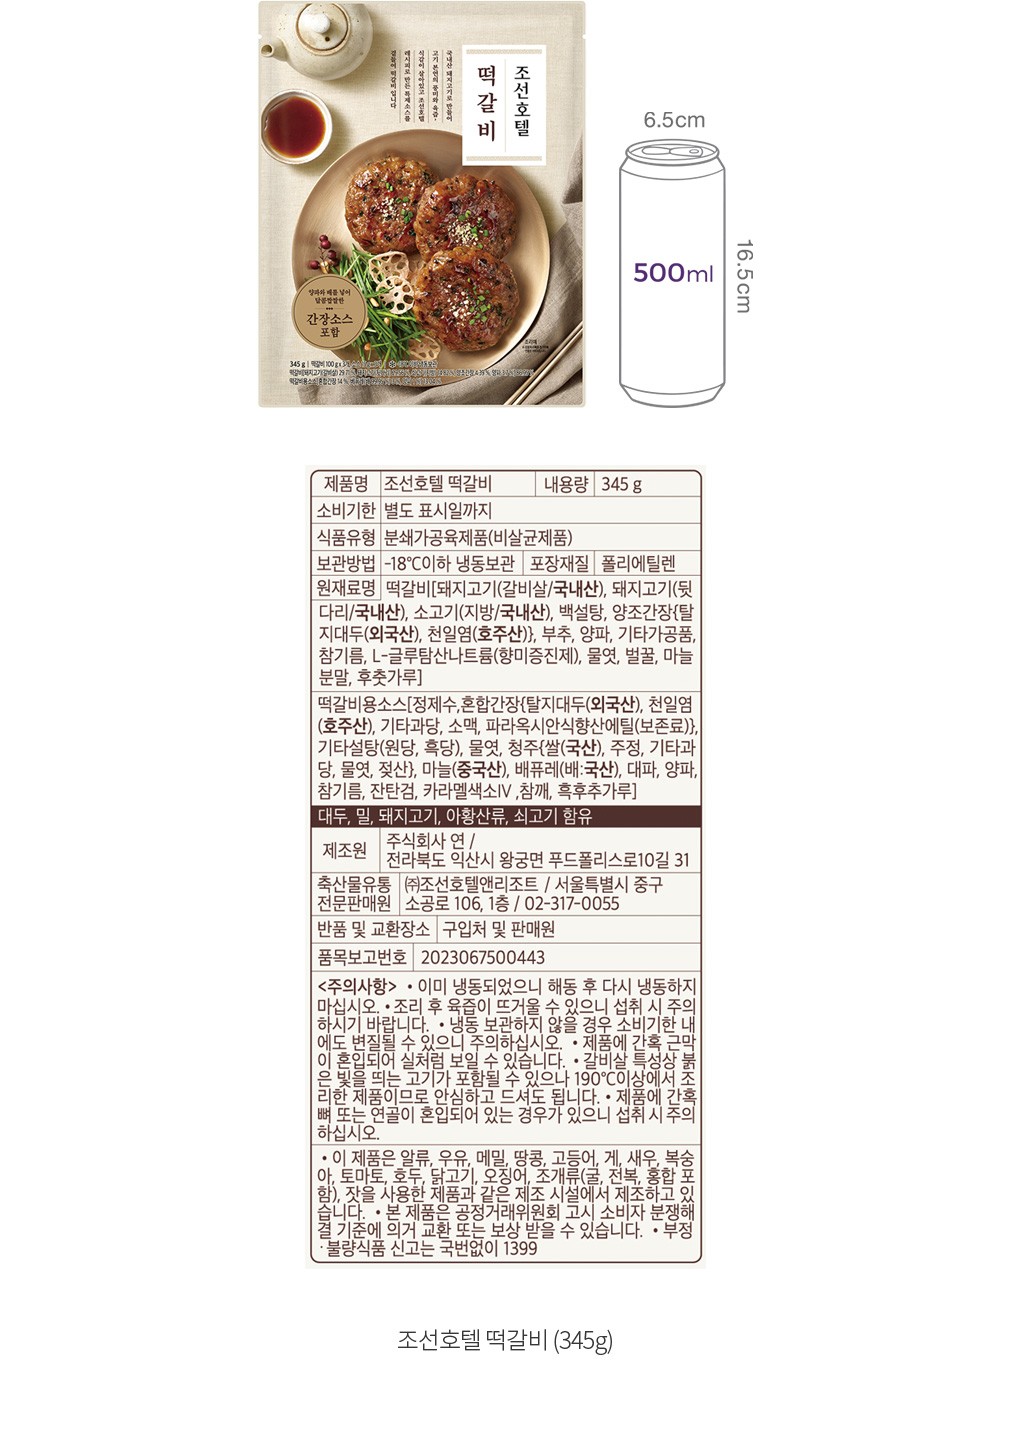 조선호텔
떡갈비
국내산 돼지고기로 만들어
고기 본연의 풍미와 육즙,
식감이 살아있고 조선호텔
레시피로 만든 특제소스를
곁들여 떡갈비입니다
양파와 배를 넣어
달콤짭짤한
간장소스
포함
조리예
345 g | 떡갈비 100 g x 3
6.5cm
500ml
16.5cm
제품명 조선호텔 떡갈비 내용량 345 g
소비기한 별도 표시일까지
식품유형 분쇄가공육제품(비살균제품)
보관방법 -18℃이하 냉동보관 포장재질 폴리에틸렌
원재료명 떡갈비[돼지고기(갈비살/국내산), 돼지고기(뒷
다리/국내산), 소고기(지방/국내산), 백설탕, 양조간장{탈
지대두(외국산), 천일염(호주산)}, 부추, 양파, 기타가공품,
참기름, L-글루탐산나트륨(향미증진제), 물엿, 벌꿀, 마늘
분말, 후춧가루]
떡갈비용소스[정제수,혼합간장{탈지대두(외국산), 천일염
(호주산), 기타과당, 소맥, 파라옥시안식향산에틸(보존료)},
기타설탕(원당, 흑당), 물엿, 청주{쌀(국산), 주정, 기타과
당, 물엿, 젖산}, 마늘(중국산), 배퓨레(배:국산), 대파, 양파,
참기름, 잔탄검, 카라멜색소IV ,참깨, 흑후추가루]
대두, 밀, 돼지고기, 아황산류, 쇠고기 함유
제조원 주식회사 연 /
전라북도 익산시 왕궁면 푸드폴리스로10길 31
축산물유통 ㈜조선호텔앤리조트 / 서울특별시 중구
전문판매원 소공로 106, 1층 / 02-317-0055
반품 및 교환장소 구입처 및 판매원
품목보고번호 2023067500443
<주의사항> • 이미 냉동되었으니 해동 후 다시 냉동하지
마십시오. • 조리 후 육즙이 뜨거울 수 있으니 섭취 시 주의
하시기 바랍니다. • 냉동 보관하지 않을 경우 소비기한 내
에도 변질될 수 있으니 주의하십시오. • 제품에 간혹 근막
이 혼입되어 실처럼 보일 수 있습니다. • 갈비살 특성상 붉
은 빛을 띄는 고기가 포함될 수 있으나 190℃이상에서 조
리한 제품이므로 안심하고 드셔도 됩니다. • 제품에 간혹
뼈 또는 연골이 혼입되어 있는 경우가 있으니 섭취 시 주의
하십시오.
• 이 제품은 알류, 우유, 메밀, 땅콩, 고등어, 게, 새우, 복숭
아, 토마토, 호두, 닭고기, 오징어, 조개류(굴, 전복, 홍합 포
함), 잣을 사용한 제품과 같은 제조 시설에서 제조하고 있
습니다. • 본 제품은 공정거래위원회 고시 소비자 분쟁해
결 기준에 의거 교환 또는 보상 받을 수 있습니다. • 부정
·불량식품 신고는 국번없이 1399
조선호텔 떡갈비 (345g)